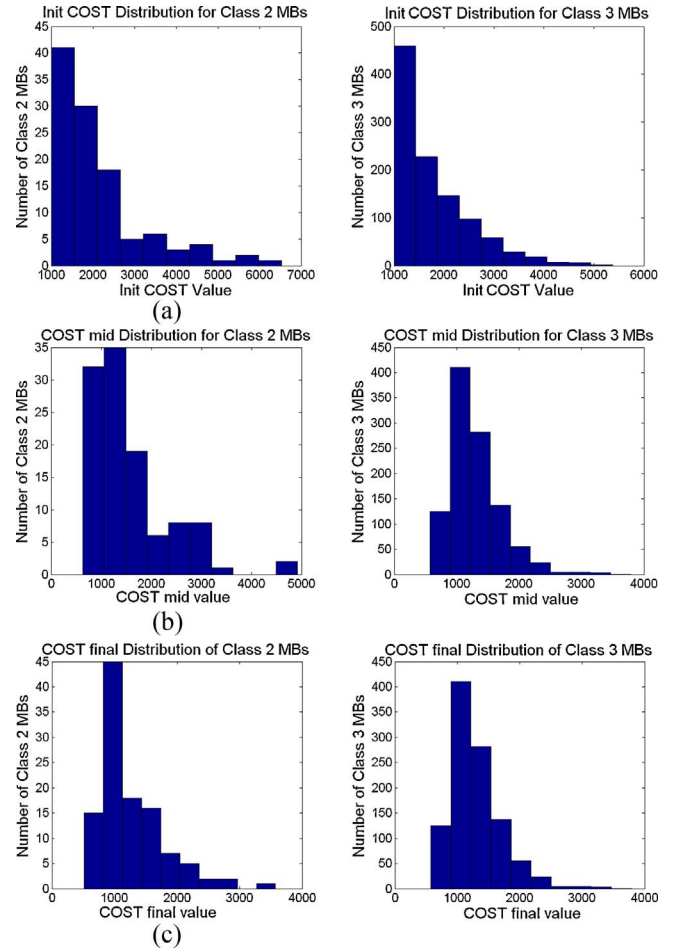 Init COST Distribution for Class 2 MBs
Number of Class 2 MBs
45
40
35
30
25
20
15
10
5
0
1000 2000 3000 4000 5000 6000 7000
Init COST Value
Init COST Distribution for Class 3 MBs
Number of Class 3 MBs
500
400
300
200
100
0
1000 2000 3000 4000 5000 6000
Init COST Value
(a)
COST mid Distribution for Class 2 MBs
Number of Class 2 MBs
35
30
25
20
15
10
5
0
0 1000 2000 3000 4000 5000
COST mid value
COST mid Distribution for Class 3 MBs
Number of Class 3 MBs
450
400
350
300
250
200
150
100
50
0
0 1000 2000 3000 4000
COST mid value
(b)
COST final Distribution of Class 2 MBs
Number of Class 2 MBs
45
40
35
30
25
20
15
10
5
0
0 1000 2000 3000 4000
COST final value
COST final Distribution of Class 3 MBs
Number of Class 3 MBs
450
400
350
300
250
200
150
100
50
0
0 1000 2000 3000 4000
COST final value
(c)